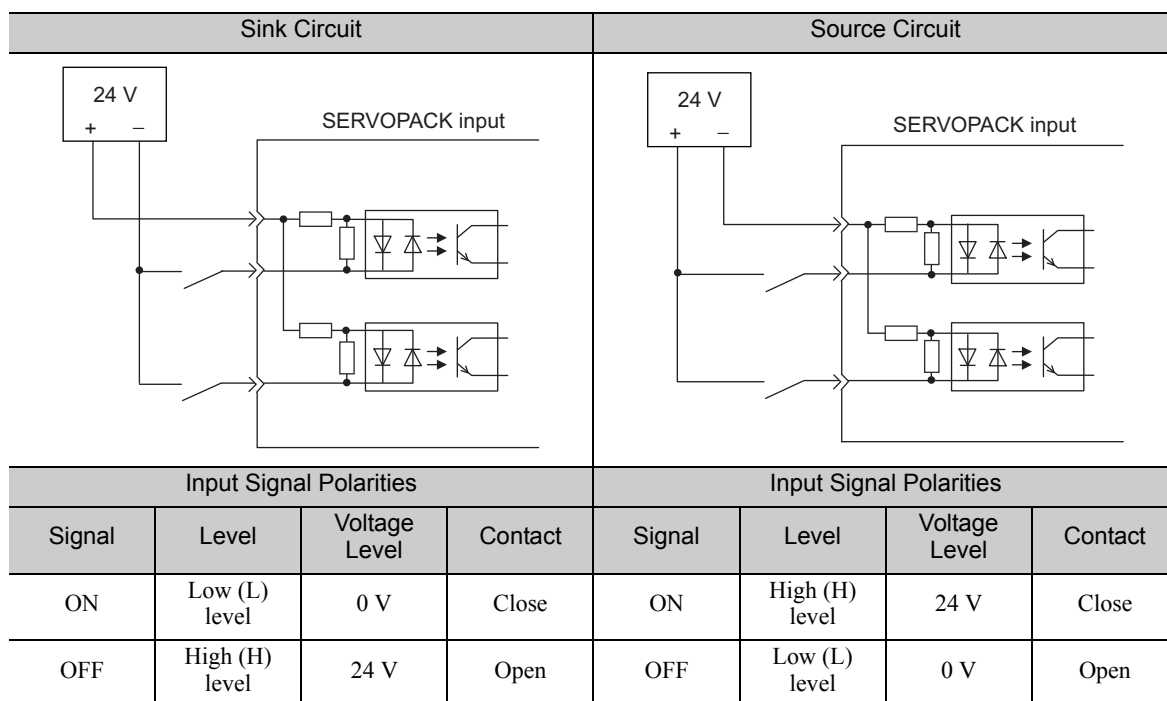 Sink Circuit
Source Circuit
24 V
+ −
SERVOPACK input
24 V
+ −
SERVOPACK input
Input Signal Polarities
Input Signal Polarities
Signal Level Voltage Level Contact Signal Level Voltage Level Contact
ON Low (L) level 0 V Close ON High (H) level 24 V Close
OFF High (H) level 24 V Open OFF Low (L) level 0 V Open